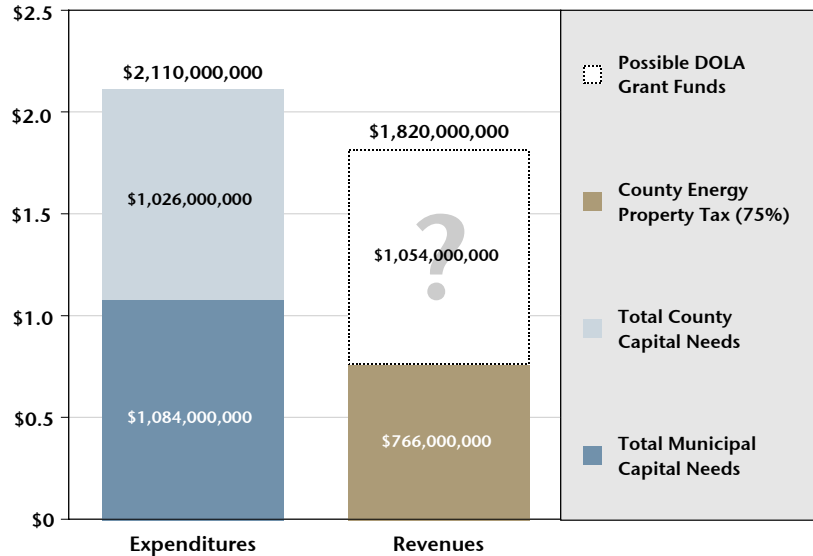 $2.5
$2.0
$1.5
$1.0
$0.5
$0
$2,110,000,000
$1,026,000,000
$1,084,000,000
Expenditures
$1,820,000,000
?
$1,054,000,000
$766,000,000
Revenues
Possible DOLA
Grant Funds
County Energy
Property Tax (75%)
Total County
Capital Needs
Total Municipal
Capital Needs